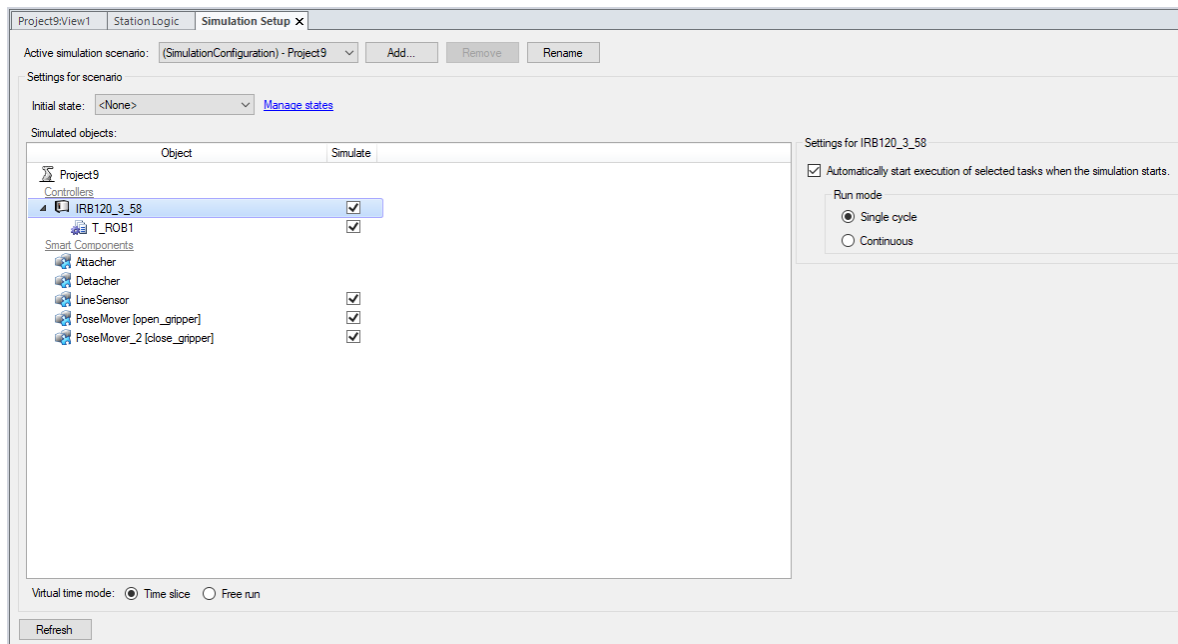 Project9:View1 Station Logic Simulation Setup X
Active simulation scenario: (SimulationConfiguration) - Project9 Add... Remove Rename
Settings for scenario
Initial state: <None> Manage states
Simulated objects:
Object Simulate
Project9
Controllers
IRB120_3_58
T_ROB1
Smart Components
Attacher
Detacher
LineSensor
PoseMover [open_gripper]
PoseMover_2 [close_gripper]
Settings for IRB120_3_58
Automatically start execution of selected tasks when the simulation starts.
Run mode
Single cycle
Continuous
Virtual time mode: Time slice Free run
Refresh